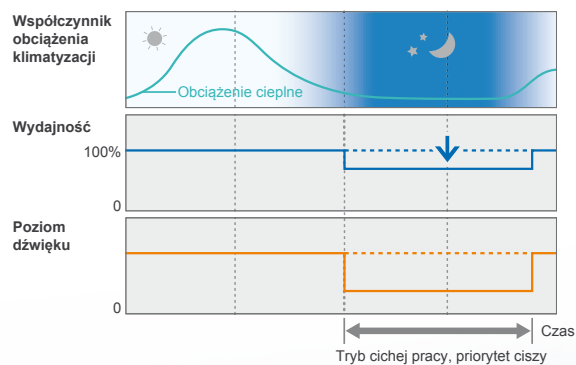 Współczynnik
obciążenia
klimatyzacji
Obciążenie cieplne
Wydajność
100%
0
Poziom
dźwięku
0
Czas
Tryb cichej pracy, priorytet ciszy